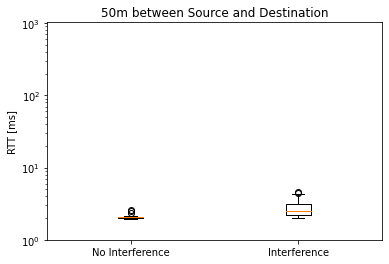 50m between Source and Destination
RTT [ms]
10³
10²
10¹
10⁰
No Interference
Interference